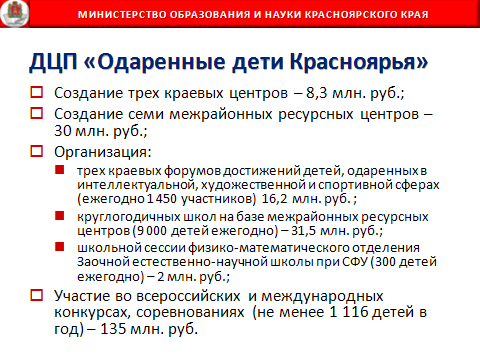 МИНИСТЕРСТВО ОБРАЗОВАНИЯ И НАУКИ КРАСНОЯРСКОГО КРАЯ
ДЦП «Одаренные дети Красноярья»
Создание трех краевых центров – 8,3 млн. руб.;
Создание семи межрайонных ресурсных центров –
30 млн. руб.;
Организация:
трех краевых форумов достижений детей, одаренных в
интеллектуальной, художественной и спортивной сферах
(ежегодно 1 450 участников) 16,2 млн. руб. ;
круглогодичных школ на базе межрайонных ресурсных
центров (9 000 детей ежегодно) – 31,5 млн. руб.;
школьной сессии физико-математического отделения
Заочной естественно-научной школы при СФУ (300 детей
ежегодно) – 2 млн. руб.;
Участие во всероссийских и международных
конкурсах, соревнованиях (не менее 1 116 детей в
год) – 135 млн. руб.